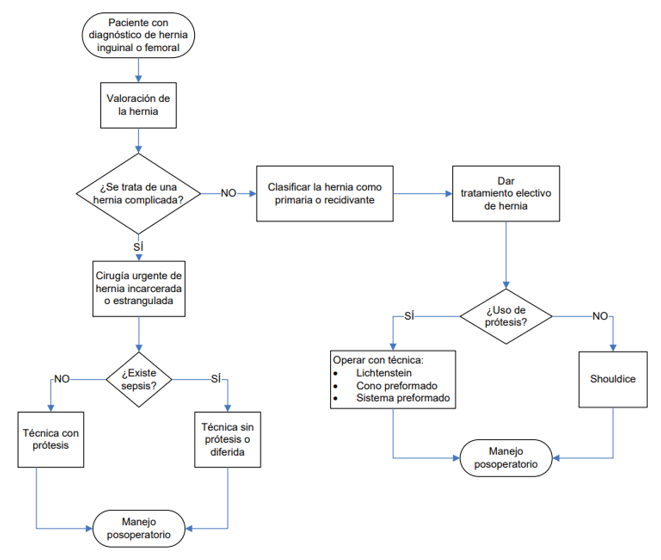 Paciente con
diagnóstico de hernia
inguinal o femoral
Valoración de
la hernia
¿Se trata de una
hernia complicada?
NO
Clasificar la hernia como
primaria o recidivante
Dar
tratamiento electivo
de hernia
SÍ
Cirugía urgente de
hernia incarcerada
o estrangulada
¿Uso de
prótesis?
SÍ
NO
Operar con técnica:
• Lichtenstein
• Cono preformado
• Sistema preformado
Shouldice
¿Existe
sepsis?
NO
SÍ
Técnica con
prótesis
Técnica sin
prótesis o
diferida
Manejo
posoperatorio
Manejo
posoperatorio